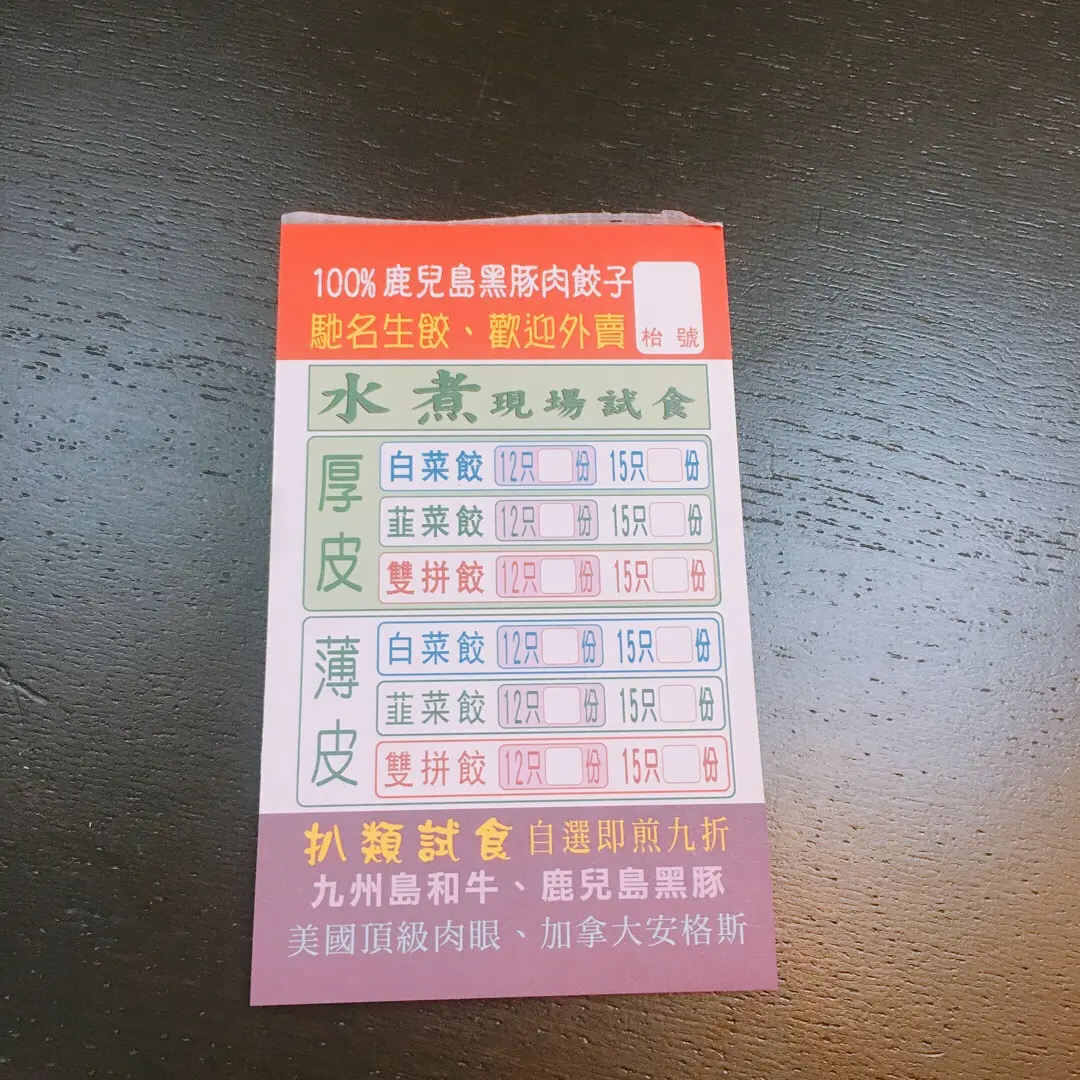 100%鹿兒島黑豚肉餃子
馳名生餃、歡迎外賣
枱號
水煮現場試食
厚皮
白菜餃 12只 份 15只 份
韮菜餃 12只 份 15只 份
雙拼餃 12只 份 15只 份
薄皮
白菜餃 12只 份 15只 份
韮菜餃 12只 份 15只 份
雙拼餃 12只 份 15只 份
扒類試食 自選即煎九折
九州島和牛、鹿兒島黑豚
美國頂級肉眼、加拿大安格斯